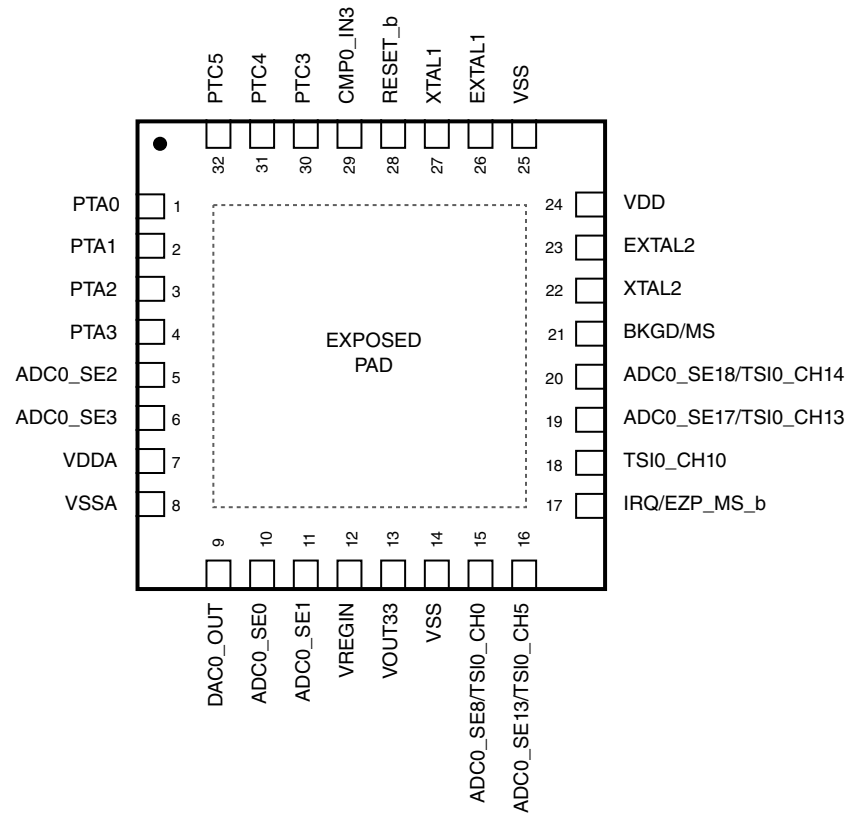 PTC5
PTC4
PTC3
CMP0_IN3
RESET_b
XTAL1
EXTAL1
VSS
32
31
30
29
28
27
26
25
PTA0 1
PTA1 2
PTA2 3
PTA3 4
ADC0_SE2 5
ADC0_SE3 6
VDDA 7
VSSA 8
EXPOSED
PAD
24 VDD
23 EXTAL2
22 XTAL2
21 BKGD/MS
20 ADC0_SE18/TSI0_CH14
19 ADC0_SE17/TSI0_CH13
18 TSI0_CH10
17 IRQ/EZP_MS_b
9
10
11
12
13
14
15
16
DAC0_OUT
ADC0_SE0
ADC0_SE1
VREGIN
VOUT33
VSS
ADC0_SE8/TSI0_CH0
ADC0_SE13/TSI0_CH5